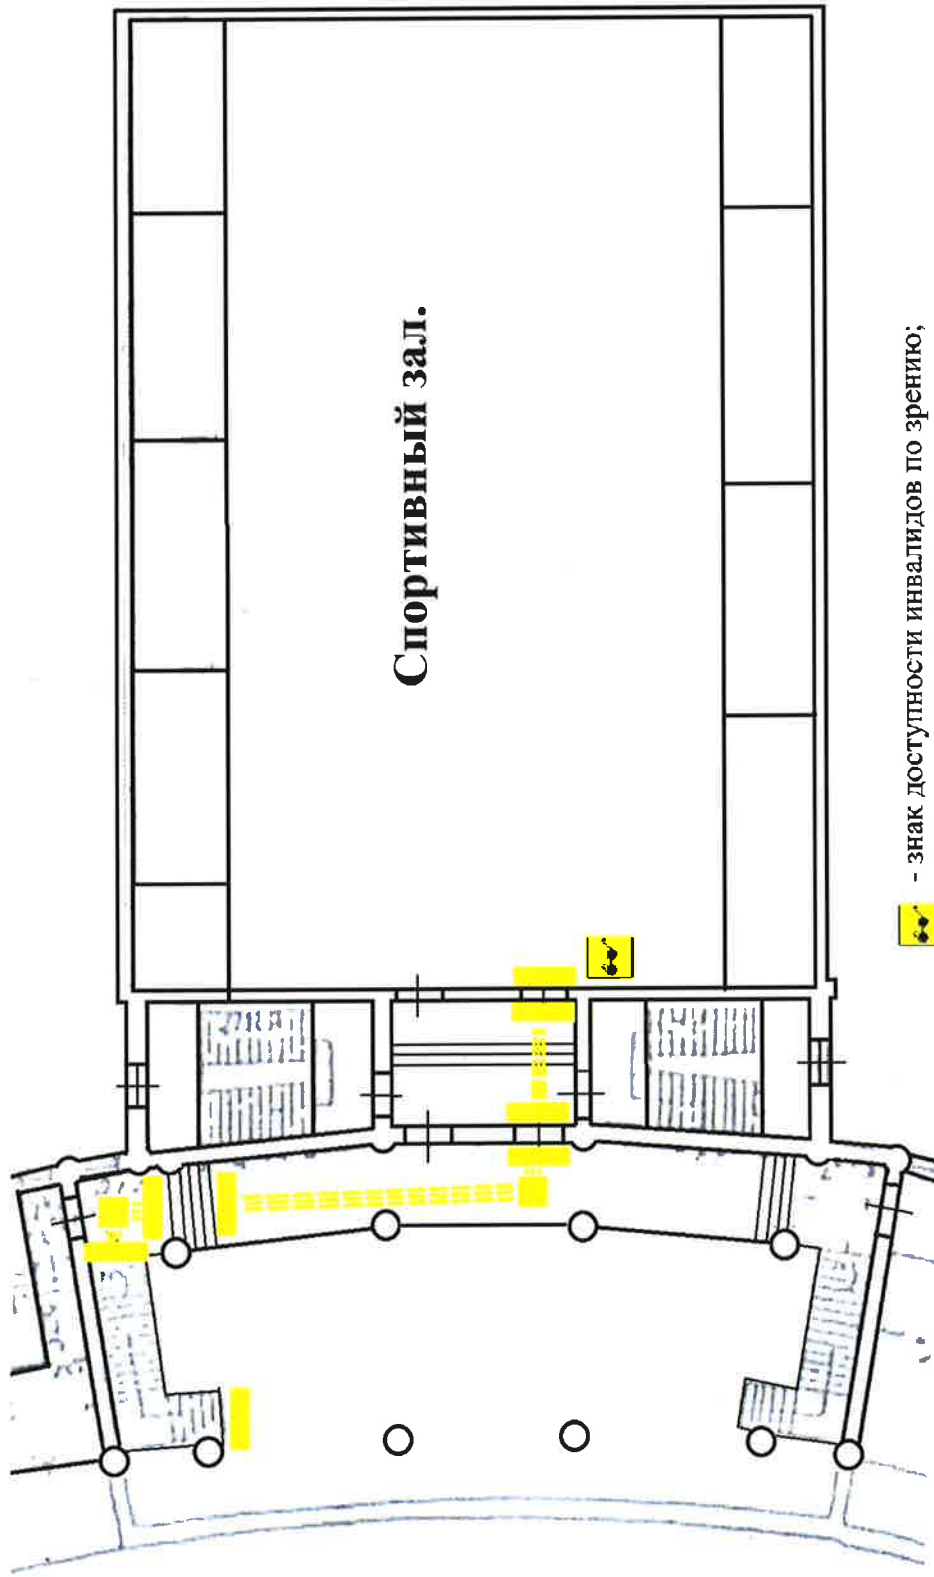 Спортивный зал.
- знак доступности инвалидов по зрению;